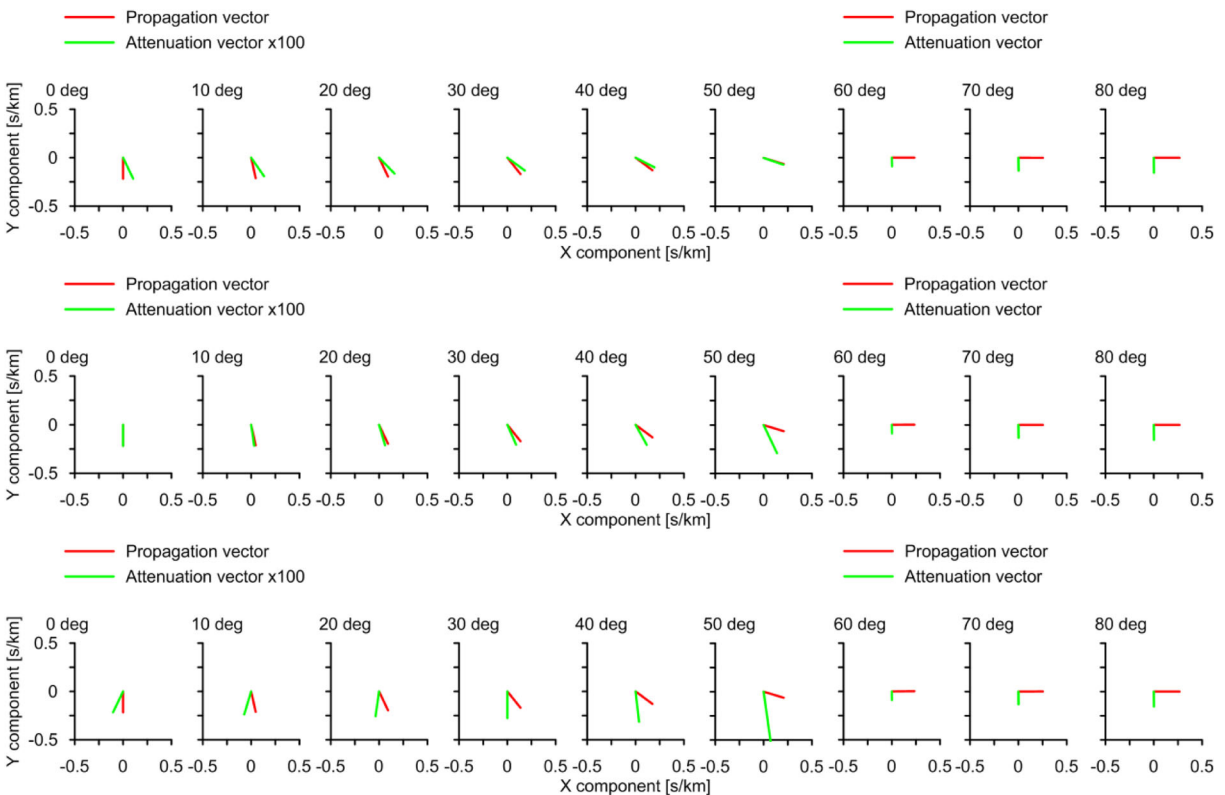 Propagation vector Propagation vector
Attenuation vector x100 Attenuation vector
0 deg 10 deg 20 deg 30 deg 40 deg 50 deg 60 deg 70 deg 80 deg
Y component [s/km]
0.5
0
-0.5
-0.5 0 0.5 -0.5 0 0.5 -0.5 0 0.5 -0.5 0 0.5 -0.5 0 0.5 -0.5 0 0.5 -0.5 0 0.5 -0.5 0 0.5 -0.5 0 0.5
X component [s/km]
Propagation vector Propagation vector
Attenuation vector x100 Attenuation vector
0 deg 10 deg 20 deg 30 deg 40 deg 50 deg 60 deg 70 deg 80 deg
Y component [s/km]
0.5
0
-0.5
-0.5 0 0.5 -0.5 0 0.5 -0.5 0 0.5 -0.5 0 0.5 -0.5 0 0.5 -0.5 0 0.5 -0.5 0 0.5 -0.5 0 0.5 -0.5 0 0.5
X component [s/km]
Propagation vector Propagation vector
Attenuation vector x100 Attenuation vector
0 deg 10 deg 20 deg 30 deg 40 deg 50 deg 60 deg 70 deg 80 deg
Y component [s/km]
0.5
0
-0.5
-0.5 0 0.5 -0.5 0 0.5 -0.5 0 0.5 -0.5 0 0.5 -0.5 0 0.5 -0.5 0 0.5 -0.5 0 0.5 -0.5 0 0.5 -0.5 0 0.5
X component [s/km]